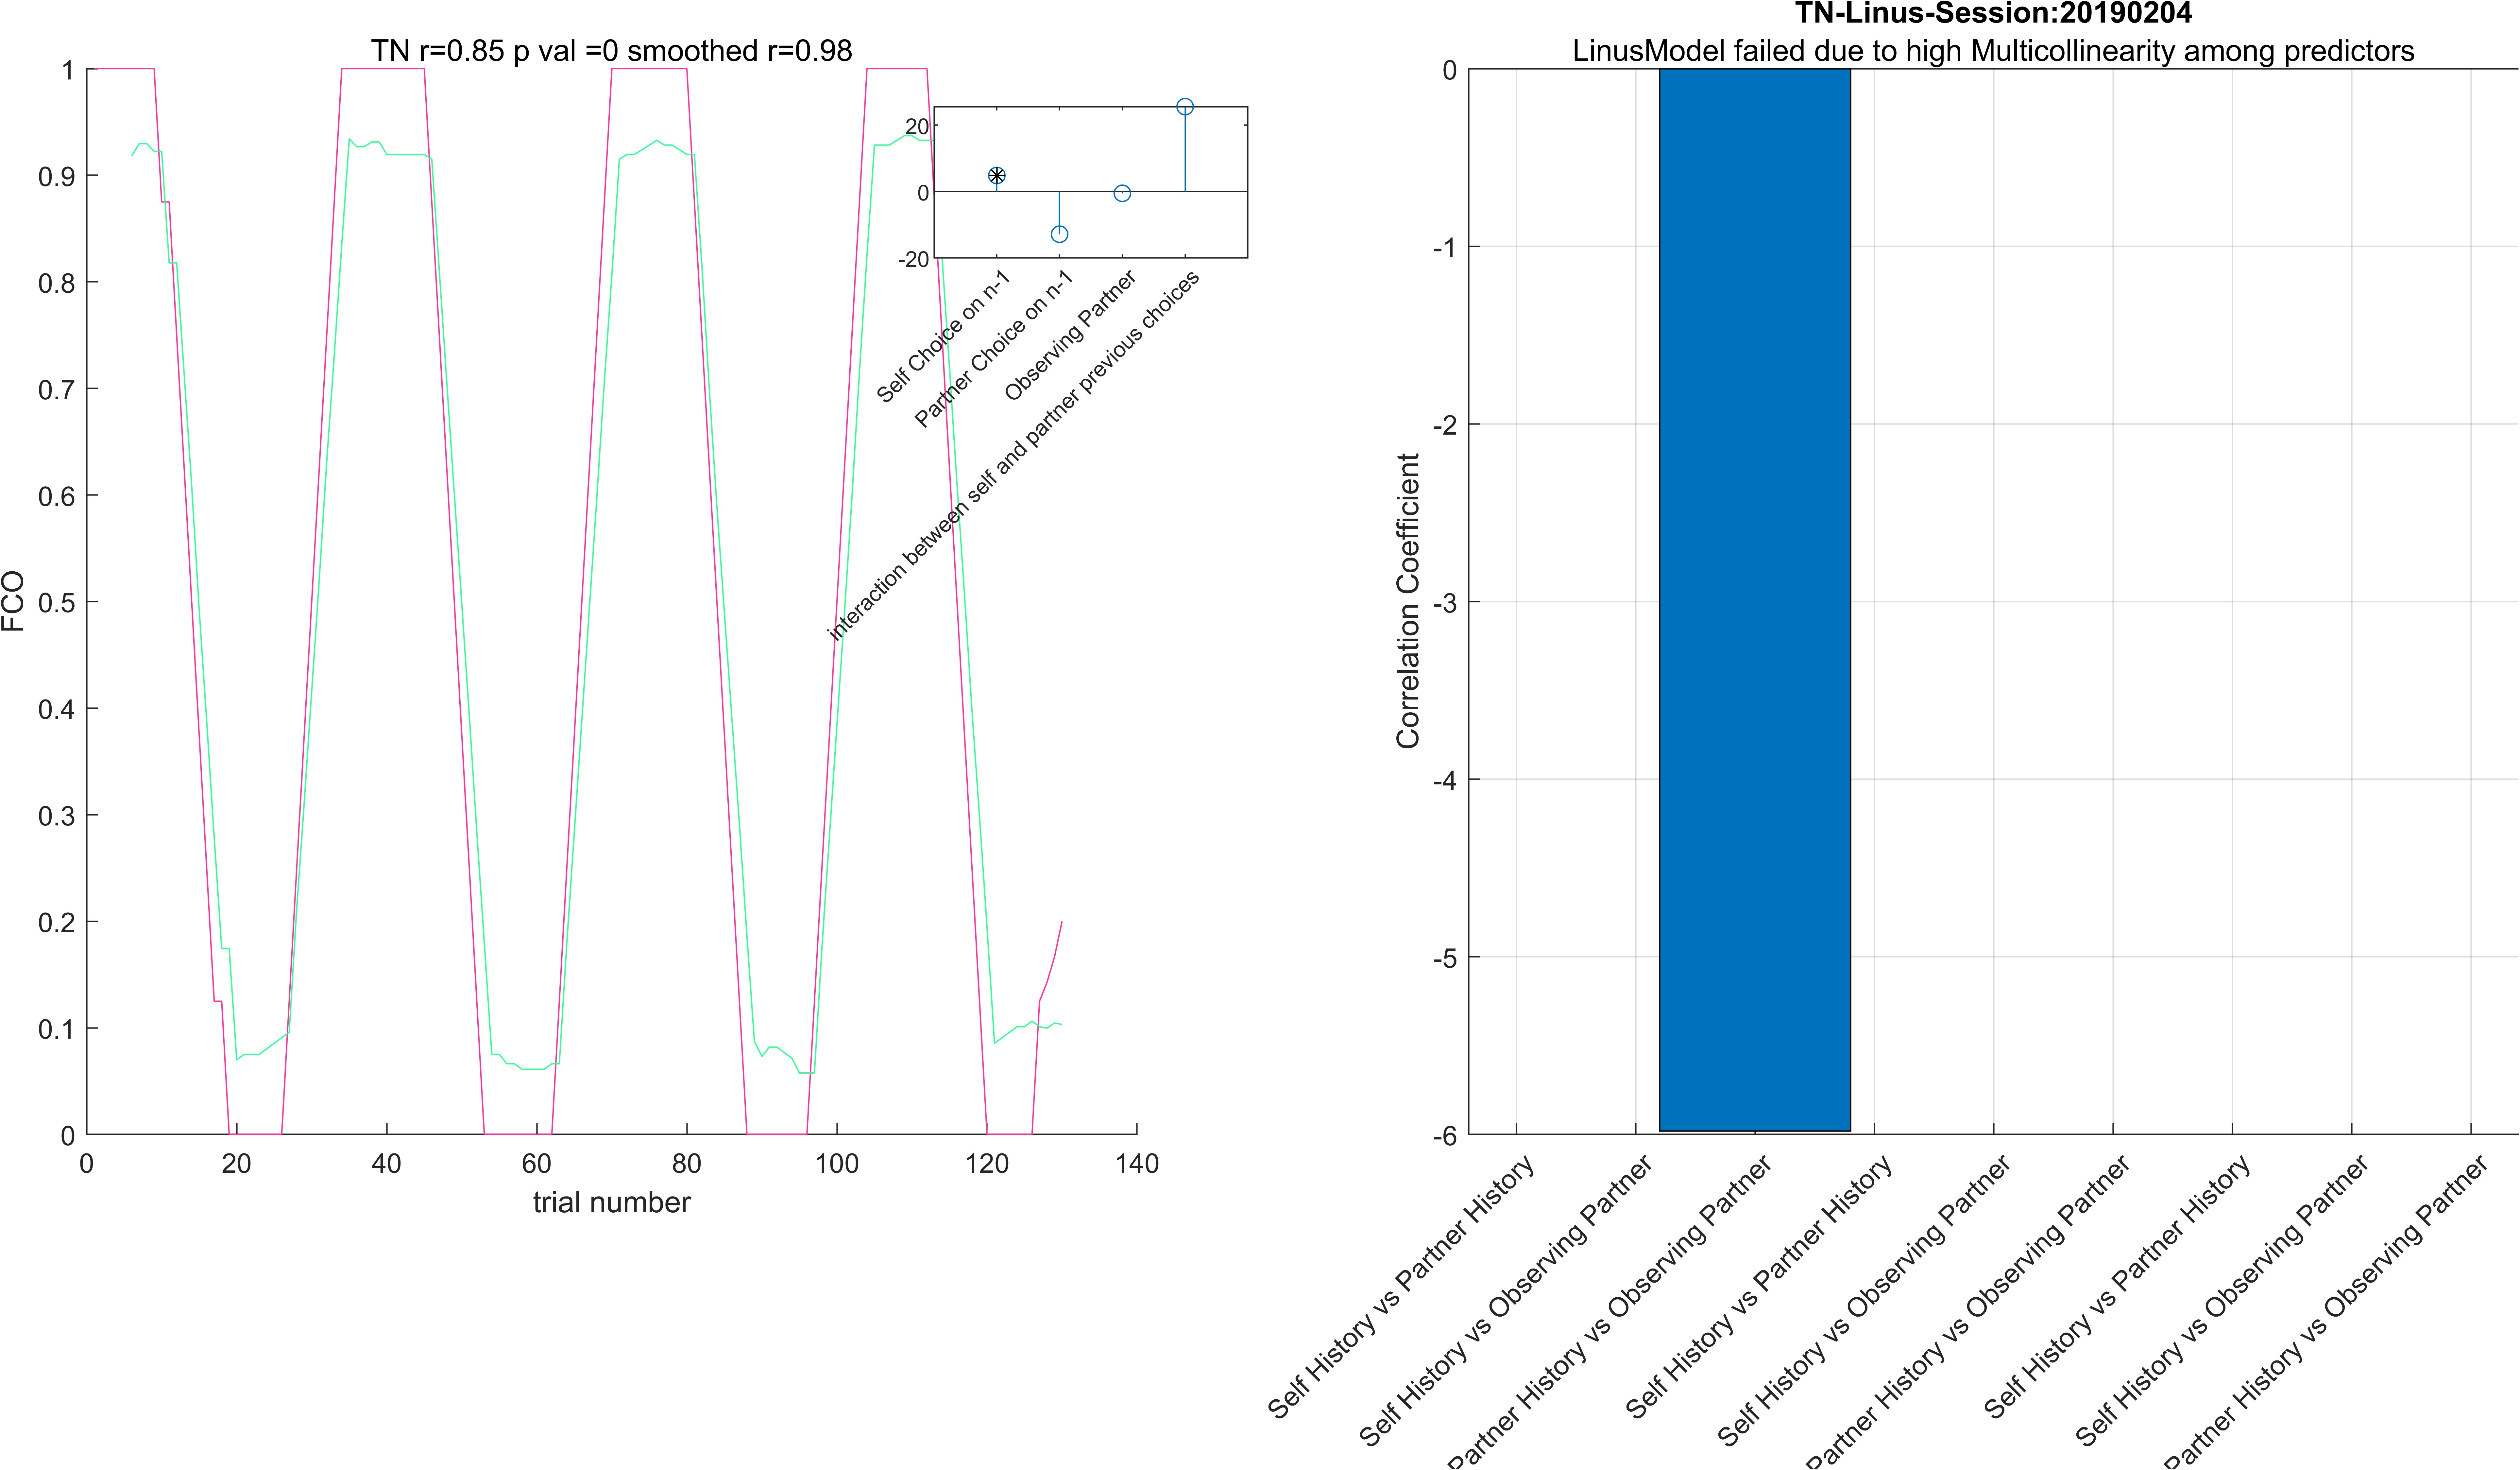 TN r=0.85 p val =0 smoothed r=0.98
1
0.9
0.8
0.7
0.6
0.5
0.4
0.3
0.2
0.1
0
FCO
0 20 40 60 80 100 120 140
trial number
20
0
-20
Self Choice on n-1
Partner Choice on n-1
Observing Partner
interaction between self and partner previous choices
TN-Linus-Session:20190204
LinusModel failed due to high Multicollinearity among predictors
0
-1
-2
-3
-4
-5
-6
Correlation Coefficient
Self History vs Partner History
Self History vs Observing Partner
Partner History vs Observing Partner
Self History vs Partner History
Self History vs Observing Partner
Partner History vs Observing Partner
Self History vs Partner History
Self History vs Observing Partner
Partner History vs Observing Partner